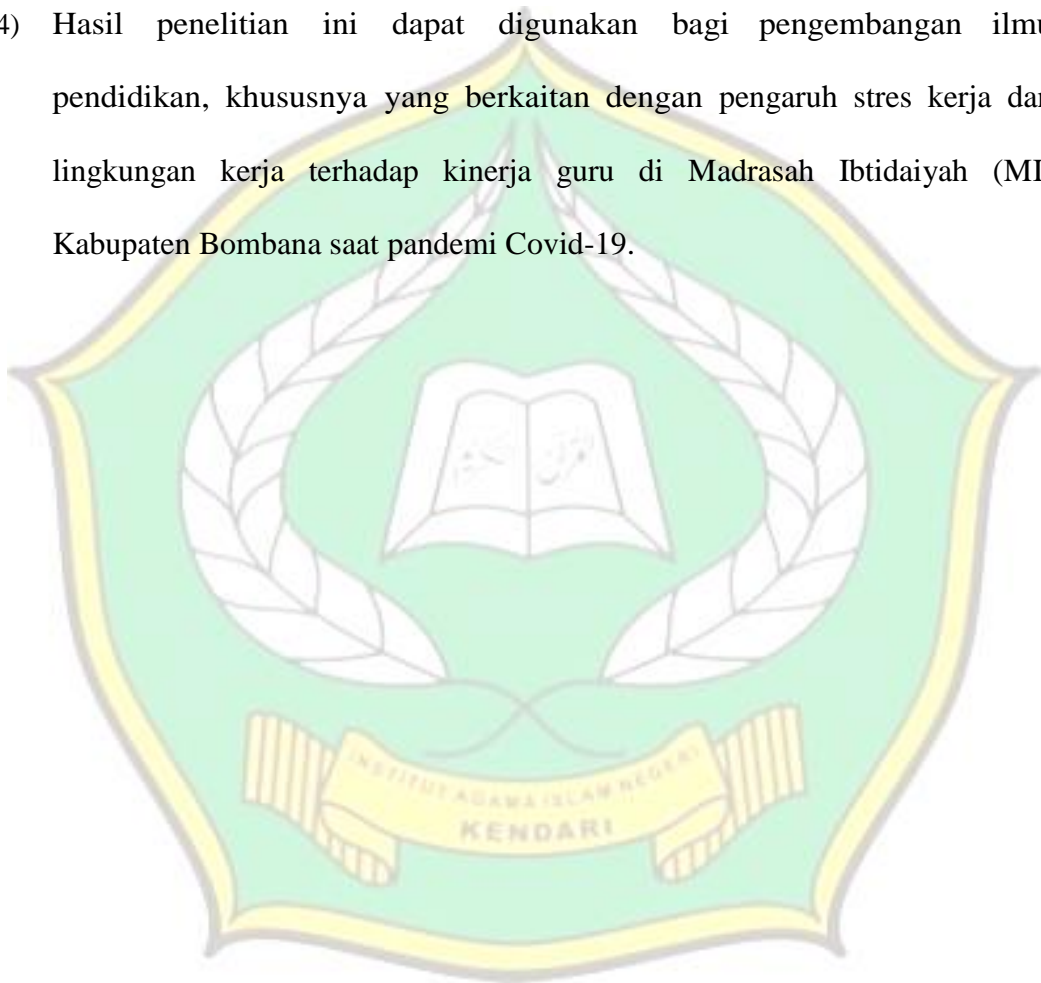 4) Hasil penelitian ini dapat digunakan bagi pengembangan ilmu
pendidikan, khususnya yang berkaitan dengan pengaruh stres kerja dan
lingkungan kerja terhadap kinerja guru di Madrasah Ibtidaiyah (MI
Kabupaten Bombana saat pandemi Covid-19.
INSTITUT AGAMA ISLAM NEGERI
KENDARI